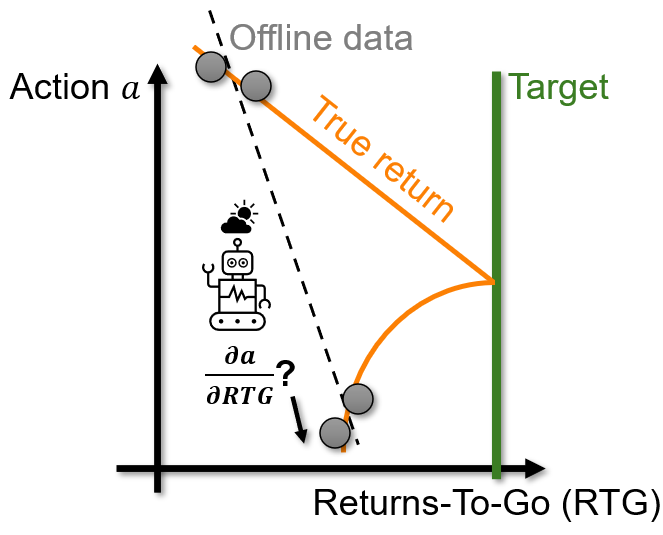 Offline data
Action a
Target
True return
∂a
∂RTG
?
Returns-To-Go (RTG)